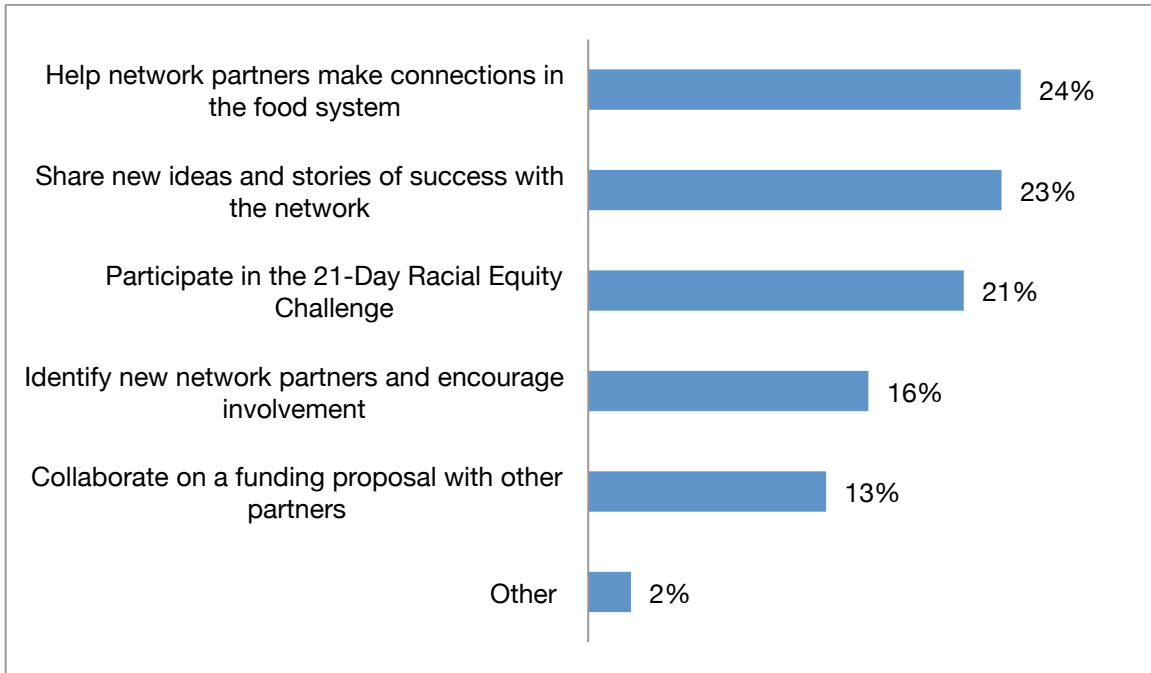 Help network partners make connections in
the food system
24%
Share new ideas and stories of success with
the network
23%
Participate in the 21-Day Racial Equity
Challenge
21%
Identify new network partners and encourage
involvement
16%
Collaborate on a funding proposal with other
partners
13%
Other
2%